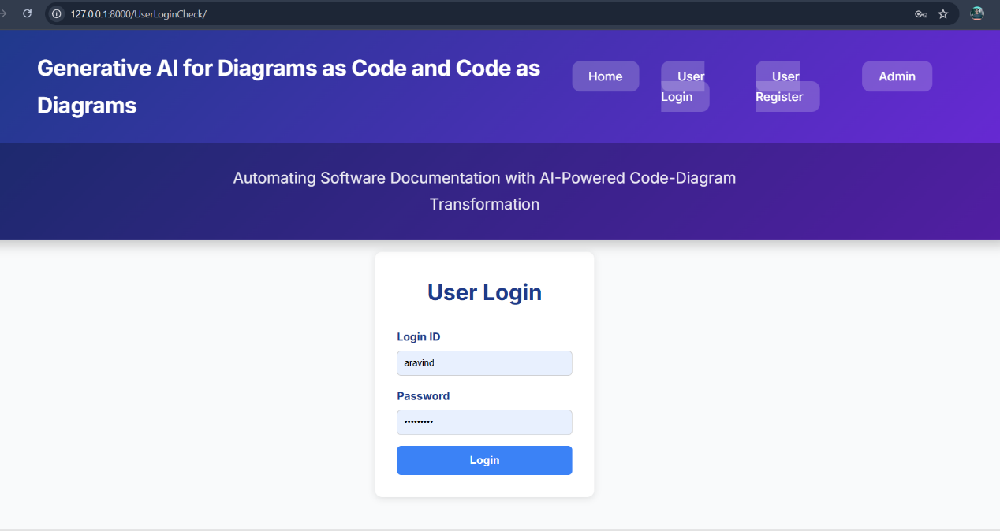 127.0.0.1:8000/UserLoginCheck/
Generative AI for Diagrams as Code and Code as
Diagrams
Home
User
Login
User
Register
Admin
Automating Software Documentation with AI-Powered Code-Diagram
Transformation
User Login
Login ID
aravind
Password
•••••••••
Login